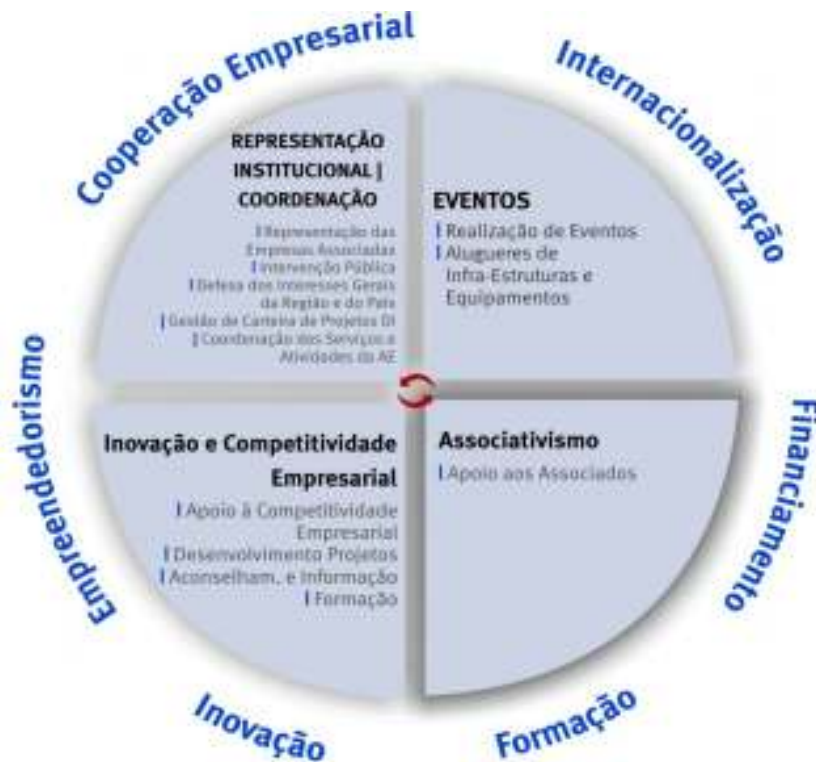 Cooperação Empresarial
Internacionalização
REPRESENTAÇÃO
INSTITUCIONAL |
COORDENAÇÃO
| Representação das
Empresas Associadas
| Intervenção Pública
| Defesa dos Interesses Gerais
da Região e do País
| Gestão de Carteira de Projetos DI
| Coordenação dos Serviços e
Atividades da AE
EVENTOS
| Realização de Eventos
| Alugueres de
Infra-Estruturas e
Equipamentos
Empreendedorismo
Financiamento
Inovação e Competitividade
Empresarial
| Apoio à Competitividade
Empresarial
| Desenvolvimento Projetos
| Aconselham. e Informação
| Formação
Associativismo
| Apoio aos Associados
Inovação
Formação